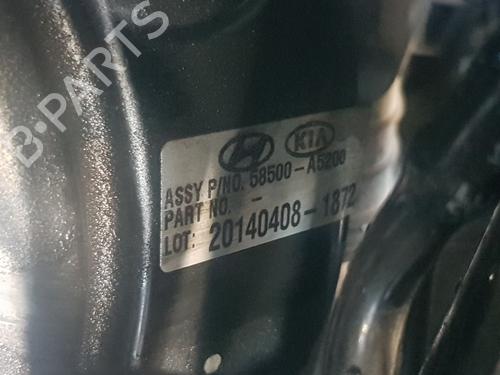 B-PARTS
KIA
ASSY P/NO. 58500-A5200
PART NO. -
LOT: 20140408-1872